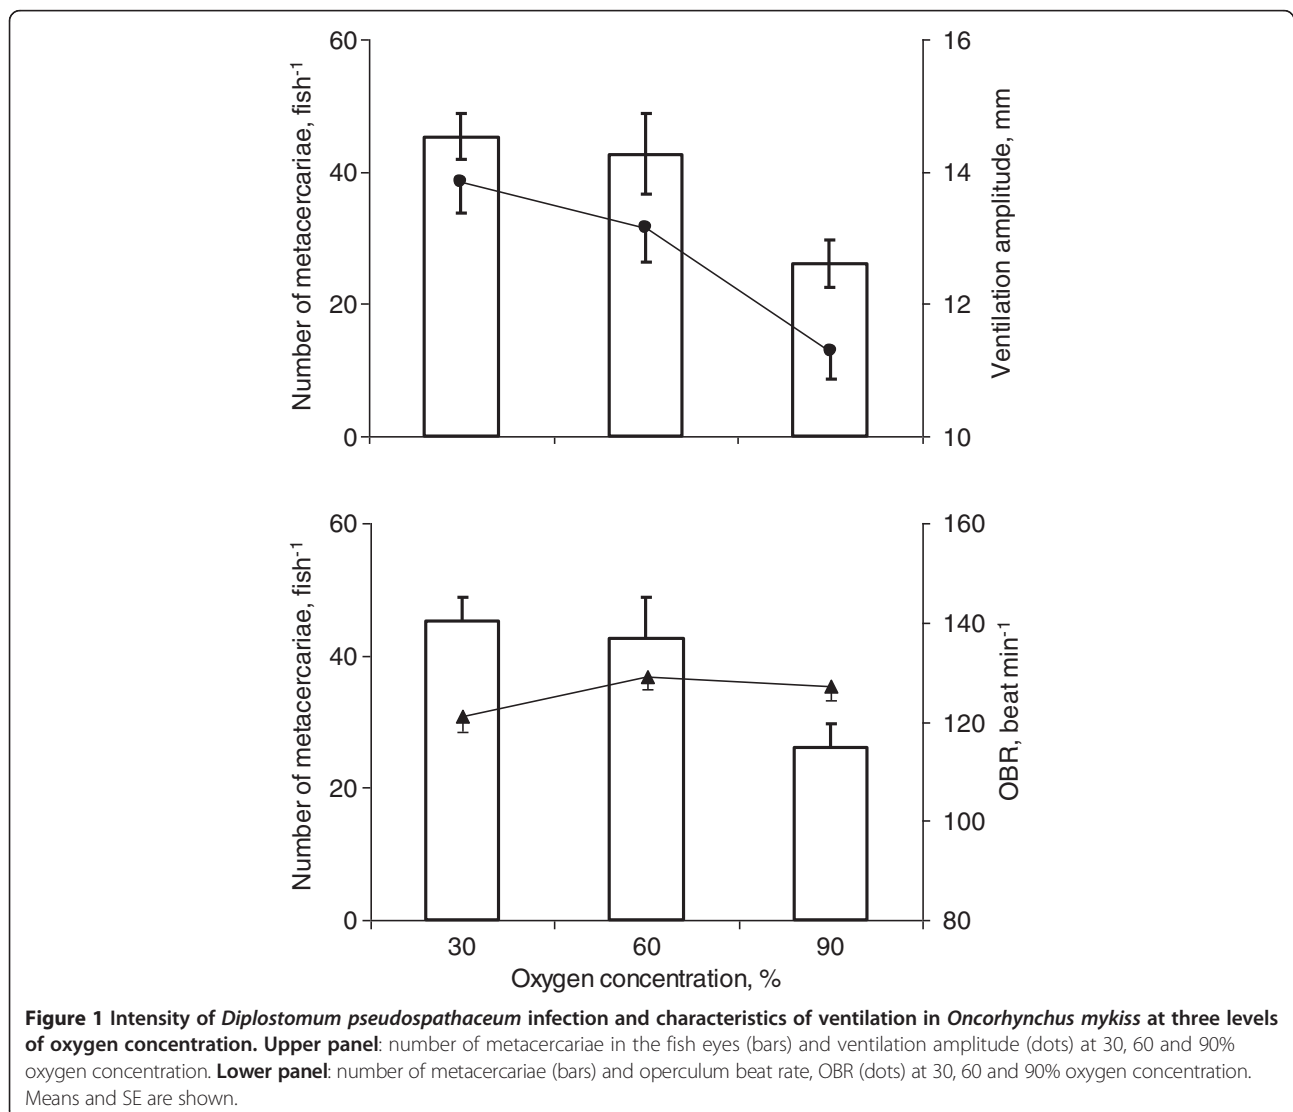 60
40
20
0
Number of metacercariae, fish-1
16
14
12
10
Ventilation amplitude, mm
60
40
20
0
Number of metacercariae, fish-1
160
140
120
100
80
OBR, beat min-1
30 60 90
Oxygen concentration, %
Figure 1 Intensity of Diplostomum pseudospathaceum infection and characteristics of ventilation in Oncorhynchus mykiss at three levels
of oxygen concentration. Upper panel: number of metacercariae in the fish eyes (bars) and ventilation amplitude (dots) at 30, 60 and 90%
oxygen concentration. Lower panel: number of metacercariae (bars) and operculum beat rate, OBR (dots) at 30, 60 and 90% oxygen concentration.
Means and SE are shown.